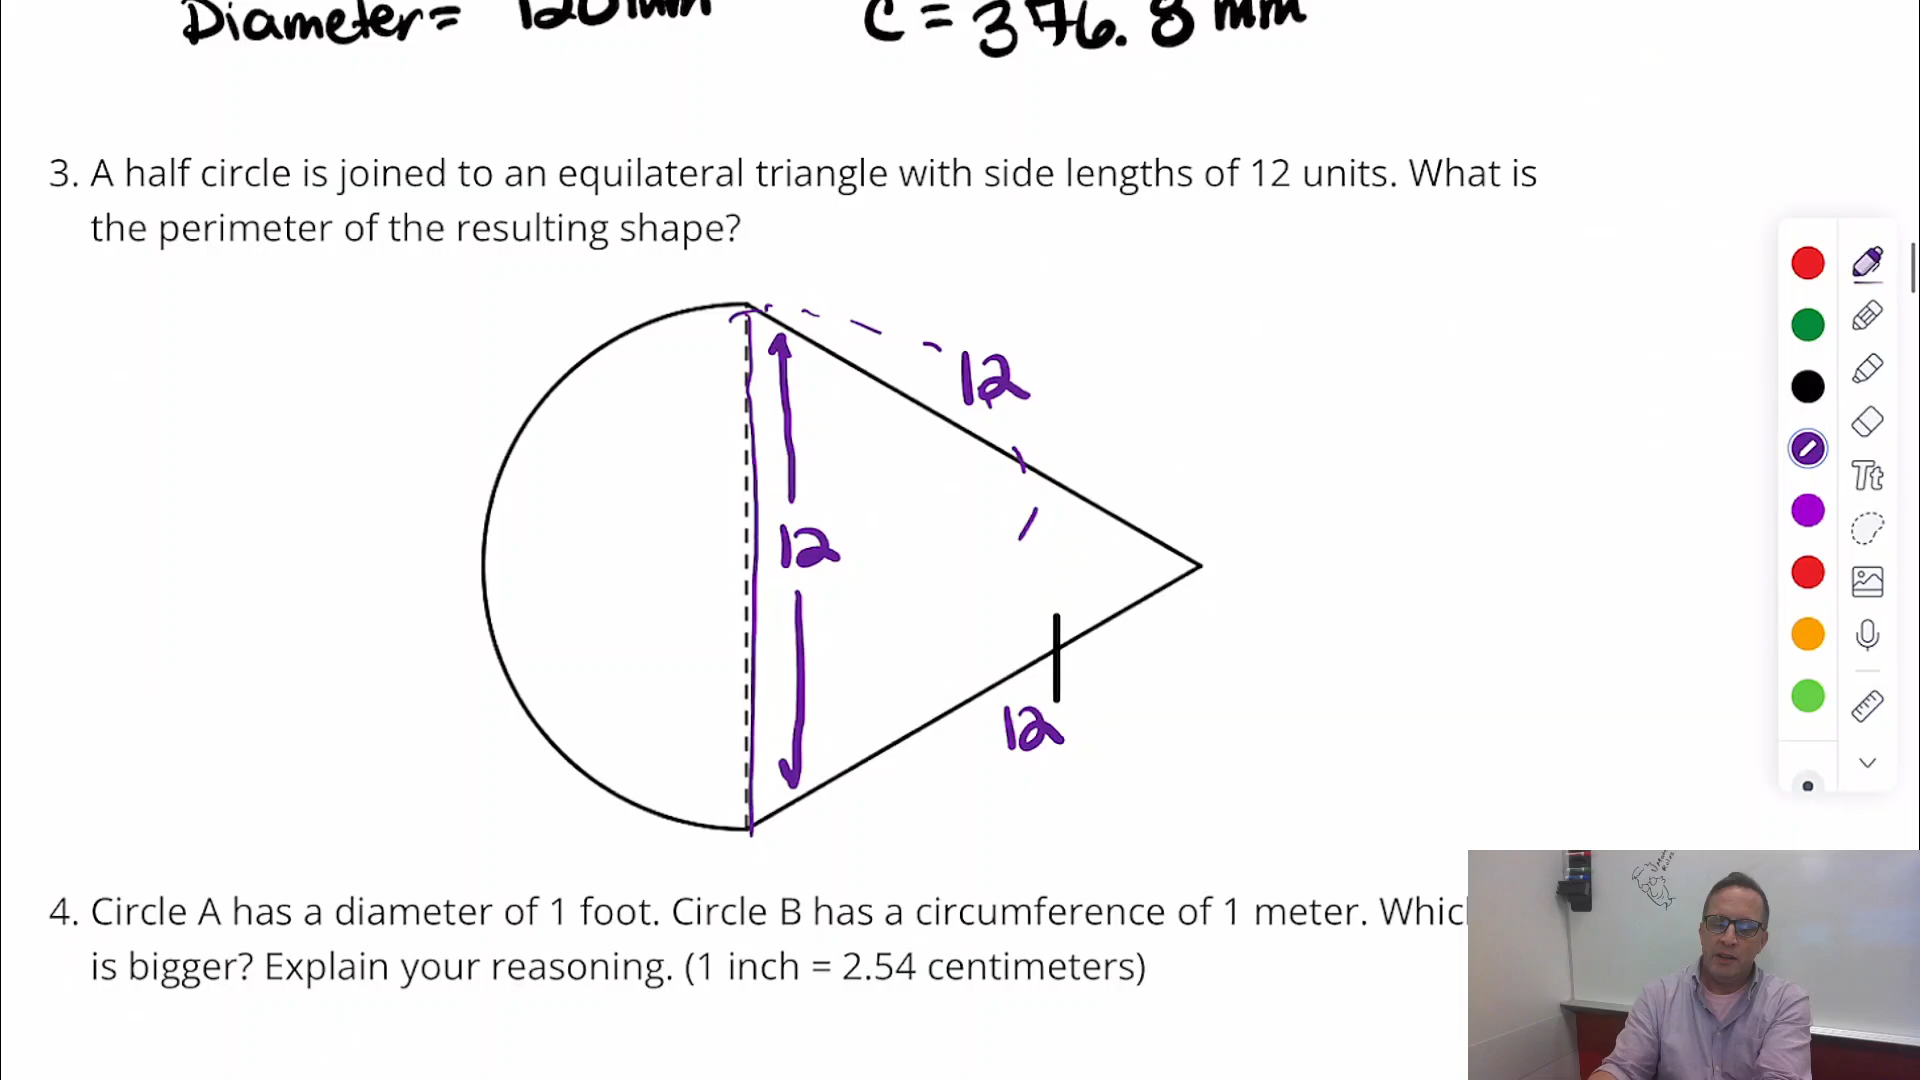 Diameter= 120mm C = 376.8 mm
3. A half circle is joined to an equilateral triangle with side lengths of 12 units. What is
the perimeter of the resulting shape?
12
12
12
4. Circle A has a diameter of 1 foot. Circle B has a circumference of 1 meter.
is bigger? Explain your reasoning. (1 inch = 2.54 centimeters)
Tt